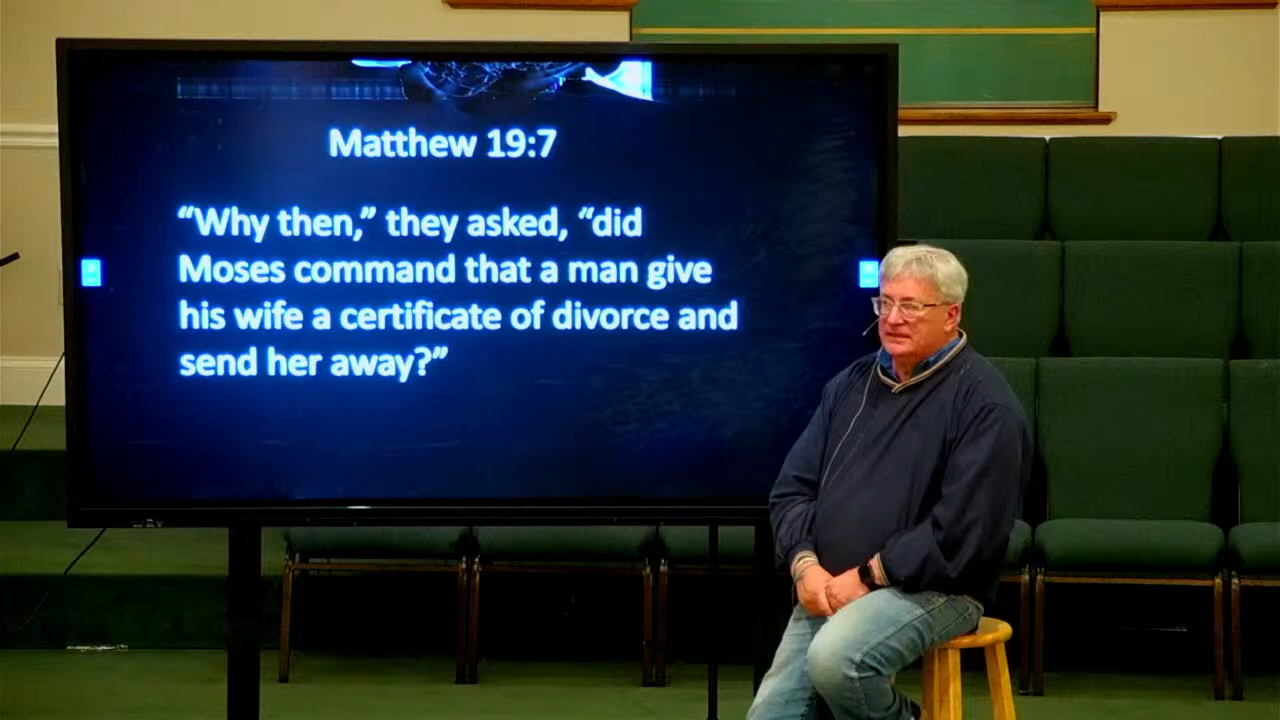 Matthew 19:7
“Why then,” they asked, “did
Moses command that a man give
his wife a certificate of divorce and
send her away?”